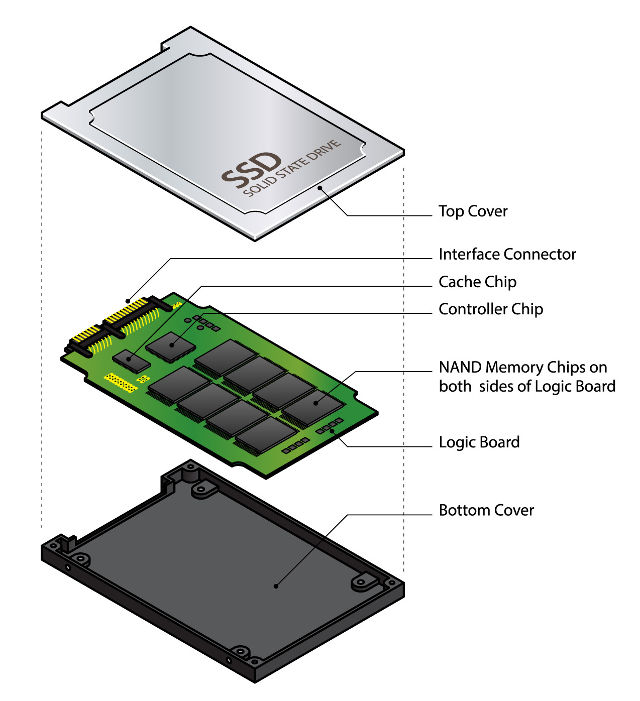 SSD
SOLID STATE DRIVE
Top Cover
Interface Connector
Cache Chip
Controller Chip
NAND Memory Chips on
both sides of Logic Board
Logic Board
Bottom Cover